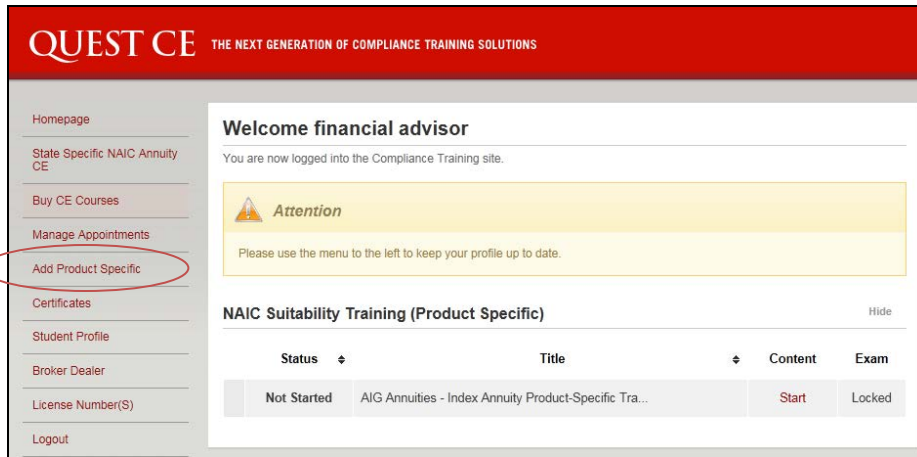 QUEST CE THE NEXT GENERATION OF COMPLIANCE TRAINING SOLUTIONS
Homepage
State Specific NAIC Annuity
CE
Buy CE Courses
Manage Appointments
Add Product Specific
Certificates
Student Profile
Broker Dealer
License Number(S)
Logout
Welcome financial advisor
You are now logged into the Compliance Training site.
Attention
Please use the menu to the left to keep your profile up to date.
NAIC Suitability Training (Product Specific) Hide
Status Title Content Exam
Not Started AIG Annuities - Index Annuity Product-Specific Tra... Start Locked